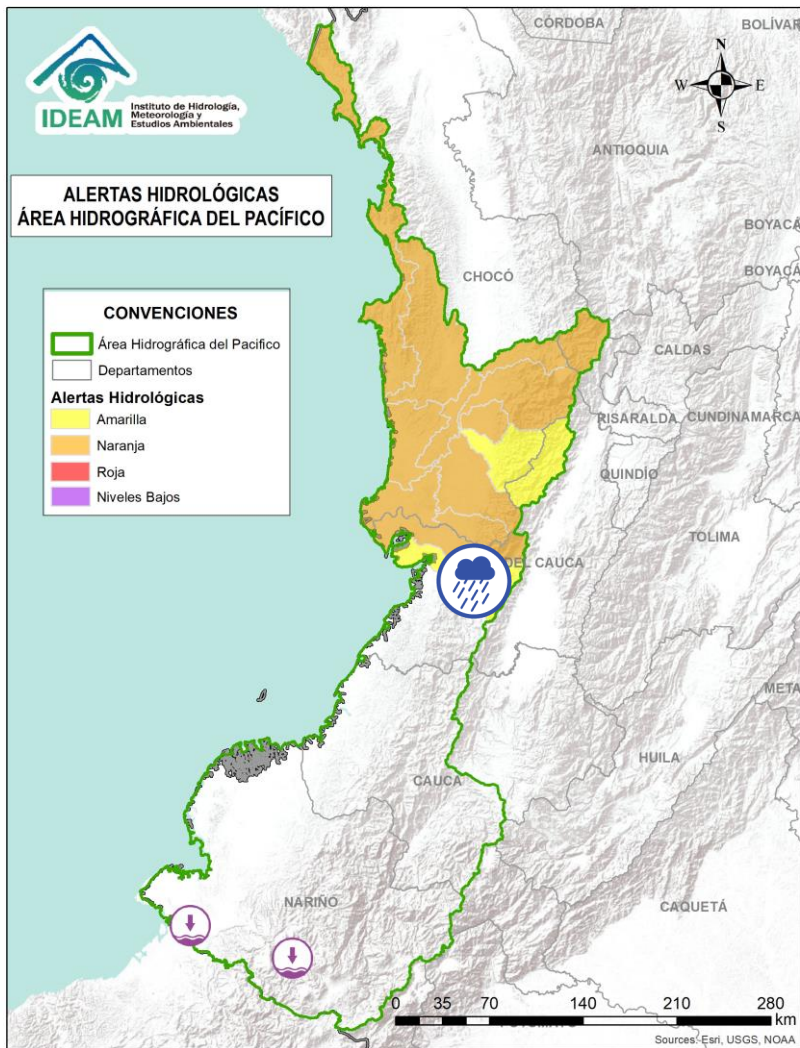 IDEAM
Instituto de Hidrología,
Meteorología y
Estudios Ambientales
ALERTAS HIDROLÓGICAS
ÁREA HIDROGRÁFICA DEL PACÍFICO
CONVENCIONES
Área Hidrográfica del Pacifico
Departamentos
Alertas Hidrológicas
Amarilla
Naranja
Roja
Niveles Bajos
N
W
E
S
CÓRDOBA
BOLÍVAR
ANTIOQUIA
BOYACÁ
BOYACÁ
CHOCÓ
CALDAS
RISARALDA
CUNDINAMARCA
QUINDÍO
TOLIMA
DEL CAUCA
META
HUILA
CAUCA
NARIÑO
CAQUETÁ
0 35 70 140 210 280
km
Sources: Esri, USGS, NOAA